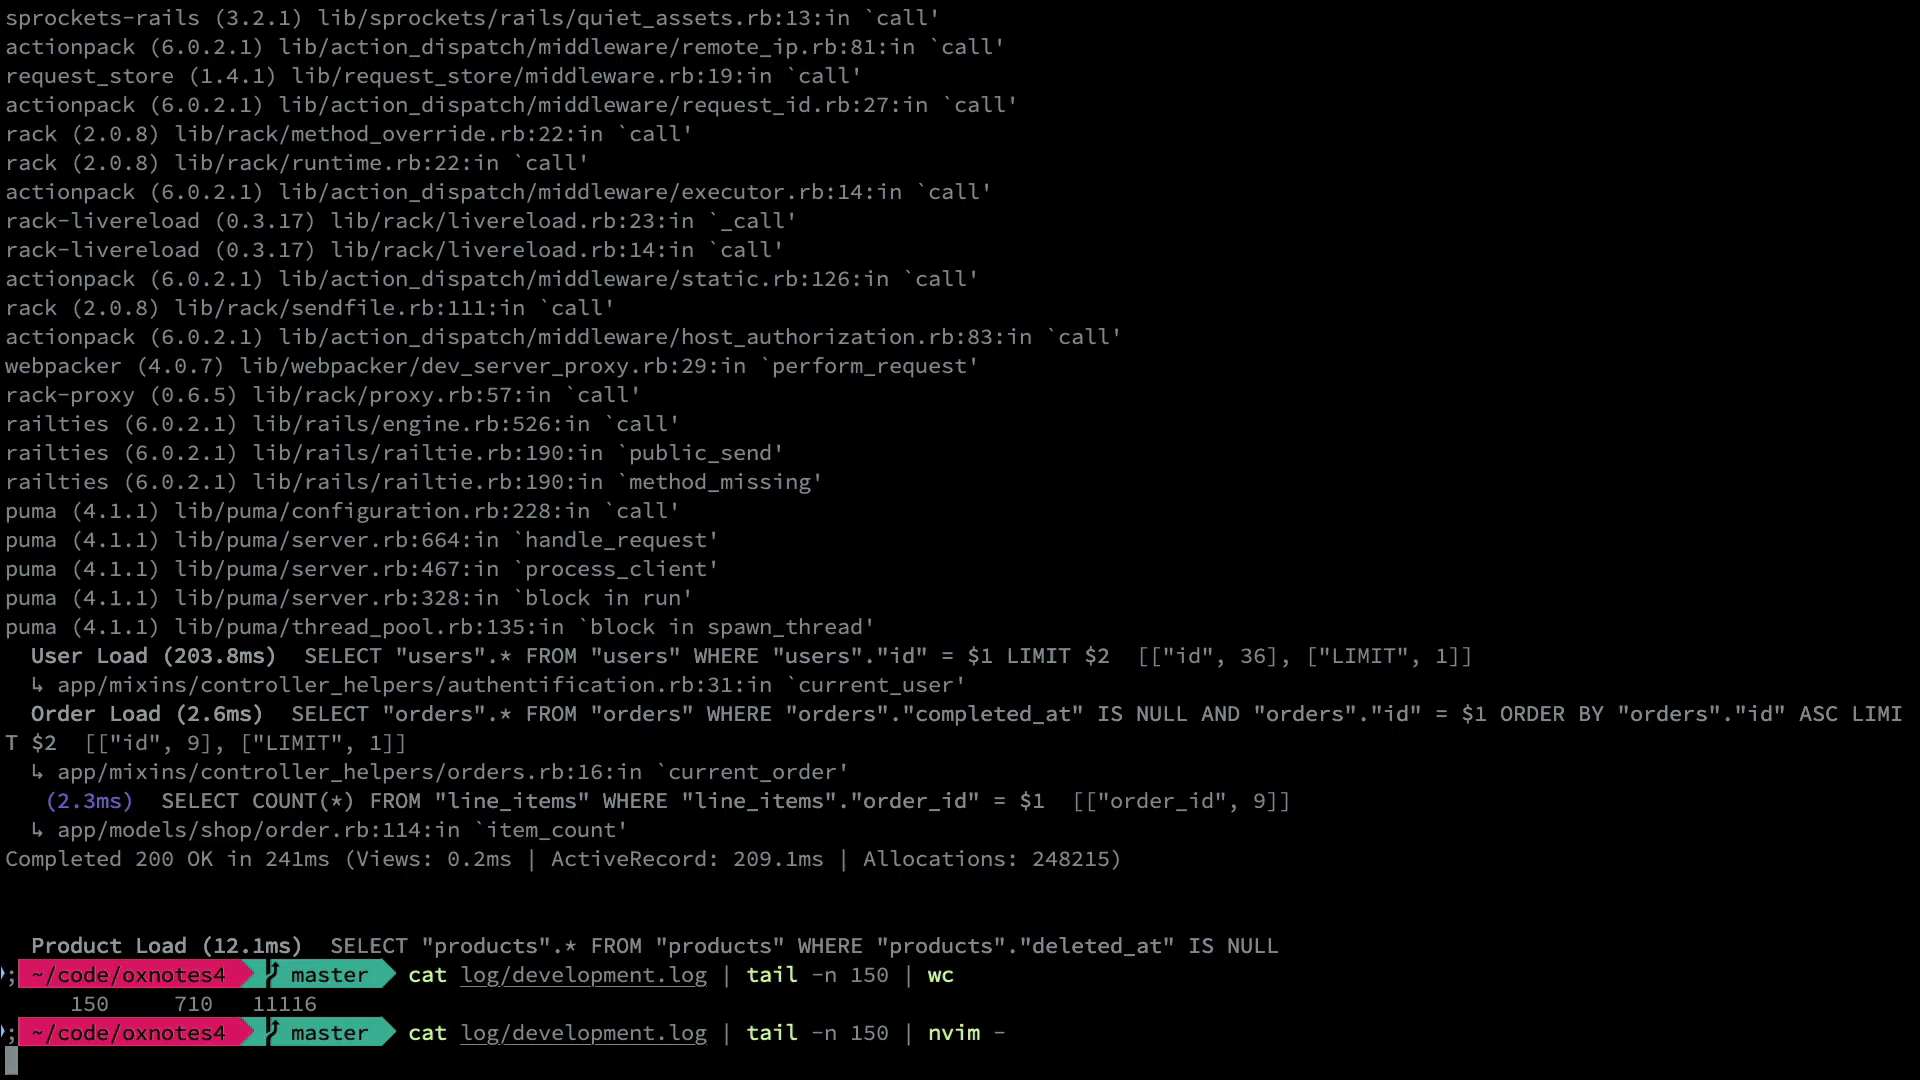 sprockets-rails (3.2.1) lib/sprockets/rails/quiet_assets.rb:13:in `call'
actionpack (6.0.2.1) lib/action_dispatch/middleware/remote_ip.rb:81:in `call'
request_store (1.4.1) lib/request_store/middleware.rb:19:in `call'
actionpack (6.0.2.1) lib/action_dispatch/middleware/request_id.rb:27:in `call'
rack (2.0.8) lib/rack/method_override.rb:22:in `call'
rack (2.0.8) lib/rack/runtime.rb:22:in `call'
actionpack (6.0.2.1) lib/action_dispatch/middleware/executor.rb:14:in `call'
rack-livereload (0.3.17) lib/rack/livereload.rb:23:in `_call'
rack-livereload (0.3.17) lib/rack/livereload.rb:14:in `call'
actionpack (6.0.2.1) lib/action_dispatch/middleware/static.rb:126:in `call'
rack (2.0.8) lib/rack/sendfile.rb:111:in `call'
actionpack (6.0.2.1) lib/action_dispatch/middleware/host_authorization.rb:83:in `call'
webpacker (4.0.7) lib/webpacker/dev_server_proxy.rb:29:in `perform_request'
rack-proxy (0.6.5) lib/rack/proxy.rb:57:in `call'
railties (6.0.2.1) lib/rails/engine.rb:526:in `call'
railties (6.0.2.1) lib/rails/railtie.rb:190:in `public_send'
railties (6.0.2.1) lib/rails/railtie.rb:190:in `method_missing'
puma (4.1.1) lib/puma/configuration.rb:228:in `call'
puma (4.1.1) lib/puma/server.rb:664:in `handle_request'
puma (4.1.1) lib/puma/server.rb:467:in `process_client'
puma (4.1.1) lib/puma/server.rb:328:in `block in run'
puma (4.1.1) lib/puma/thread_pool.rb:135:in `block in spawn_thread'
  User Load (203.8ms)  SELECT "users".* FROM "users" WHERE "users"."id" = $1 LIMIT $2  [["id", 36], ["LIMIT", 1]]
  ↳ app/mixins/controller_helpers/authentification.rb:31:in `current_user'
  Order Load (2.6ms)  SELECT "orders".* FROM "orders" WHERE "orders"."completed_at" IS NULL AND "orders"."id" = $1 ORDER BY "orders"."id" ASC LIMI
T $2  [["id", 9], ["LIMIT", 1]]
  ↳ app/mixins/controller_helpers/orders.rb:16:in `current_order'
   (2.3ms)  SELECT COUNT(*) FROM "line_items" WHERE "line_items"."order_id" = $1  [["order_id", 9]]
  ↳ app/models/shop/order.rb:114:in `item_count'
Completed 200 OK in 241ms (Views: 0.2ms | ActiveRecord: 209.1ms | Allocations: 248215)
  Product Load (12.1ms)  SELECT "products".* FROM "products" WHERE "products"."deleted_at" IS NULL
; ~/code/oxnotes4 master cat log/development.log | tail -n 150 | wc
     150     710   11116
; ~/code/oxnotes4 master cat log/development.log | tail -n 150 | nvim -